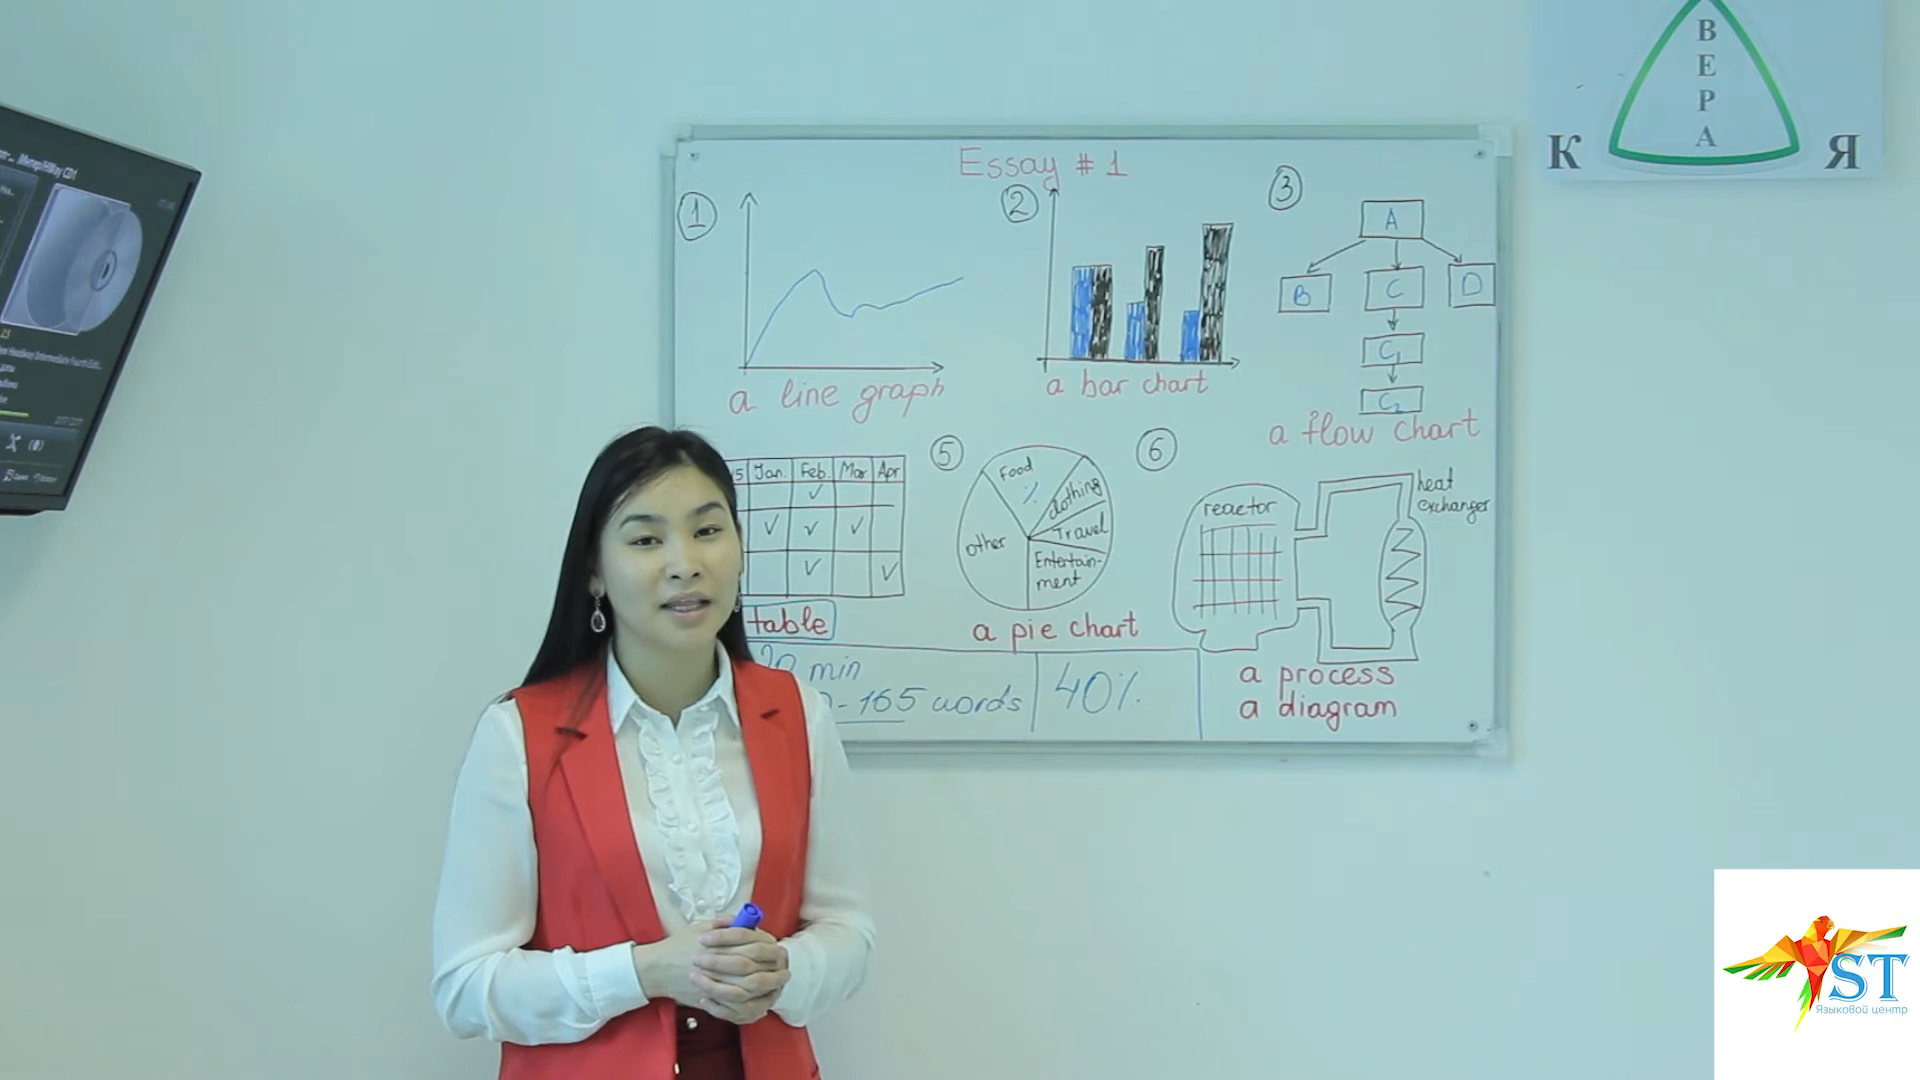 Essay # 1
1
a line graph
2
a bar chart
3
A
B
C
D
C1
C2
a flow chart
Jan. Feb. Mar Apr
table
5
Food
%
clothing
Travel
Entertain-
ment
other
a pie chart
6
reactor
heat
exchanger
a process
a diagram
min
- 165 words
40%
В
Е
Р
А
К
Я
CD1
ST
Языковой центр